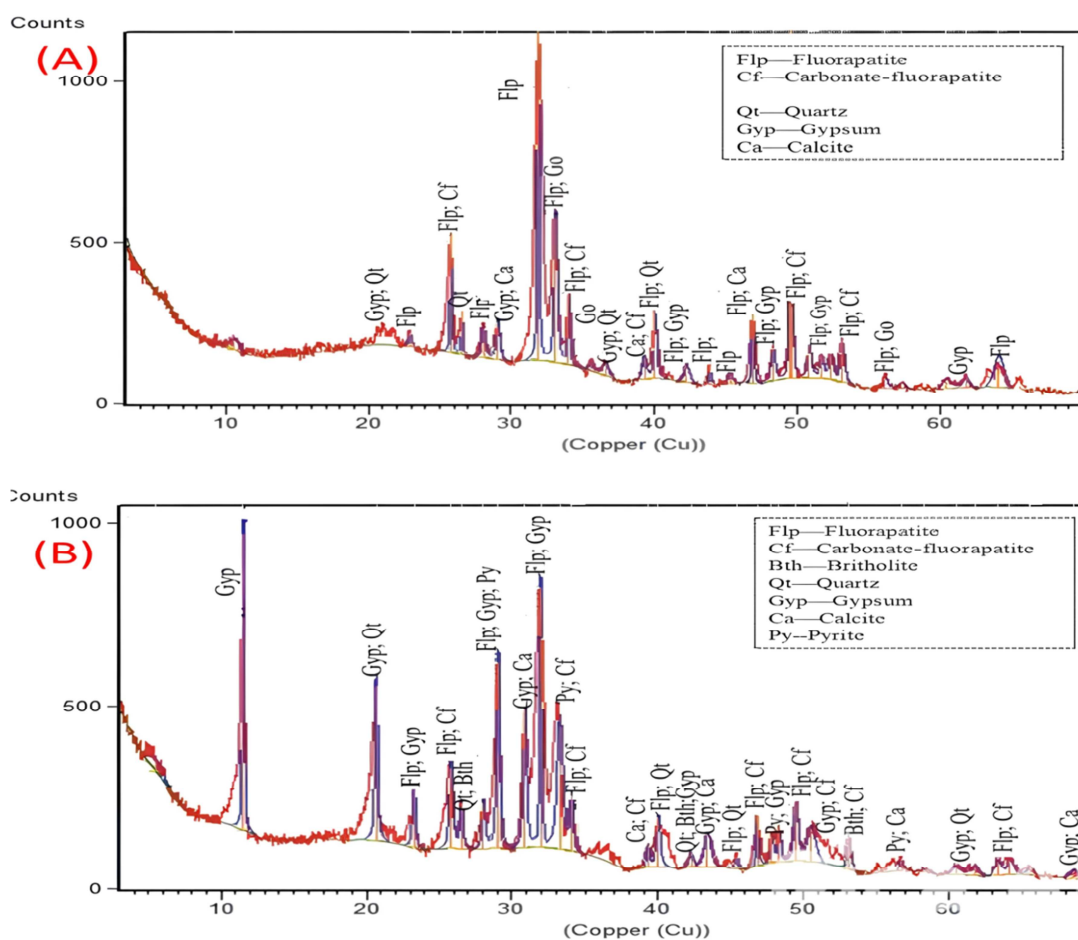 Counts
(A)
1000
500
0
Flp—Fluorapatite
Cf—Carbonate-fluorapatite
Qt—Quartz
Gyp—Gypsum
Ca—Calcite
Gyp; Qt
Flp
Flp; Cf
Qt
Flp
Gyp; Ca
Flp
Flp; Go
Flp; Cf
Go
Gyp; Qt
Ca; Cf
Flp; Qt
Flp; Gyp
Flp;
Flp
Flp; Ca
Flp; Gyp
Flp; Cf
Flp; Gyp
Flp; Cf
Flp; Go
Gyp
Flp
10 20 30 40 50 60
(Copper (Cu))
Counts
(B)
1000
500
0
Flp—Fluorapatite
Cf—Carbonate-fluorapatite
Bth—Britholite
Qt—Quartz
Gyp—Gypsum
Ca—Calcite
Py--Pyrite
Gyp
Gyp; Qt
Flp; Gyp
Flp; Cf
Qt; Bth
Flp; Gyp; Py
Gyp; Ca
Flp; Gyp
Py; Cf
Flp; Cf
Ca; Cf
Flp; Qt
Qt; Bth; Gyp
Gyp; Ca
Flp; Qt
Flp; Cf
Py; Gyp
Flp; Cf
Gyp; Cf
Bth; Cf
Py; Ca
Gyp; Qt
Flp; Cf
Gyp; Ca
10 20 30 40 50 60
(Copper (Cu))